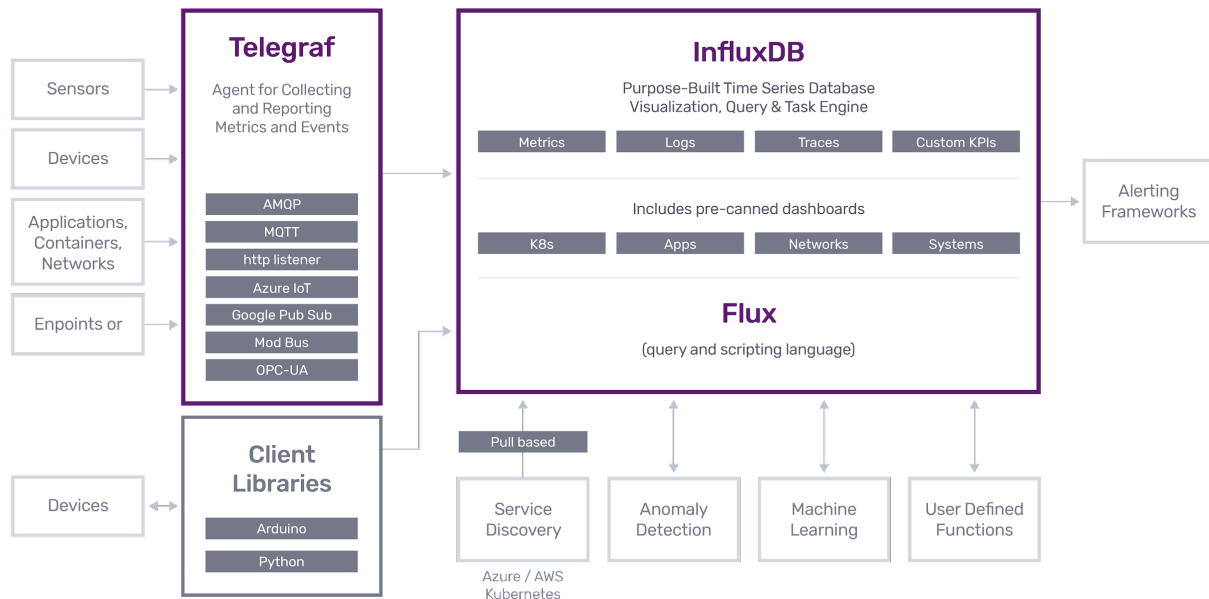 Sensors
Devices
Applications,
Containers,
Networks
Enpoints or
Devices
Telegraf
Agent for Collecting
and Reporting
Metrics and Events
AMQP
MQTT
http listener
Azure IoT
Google Pub Sub
Mod Bus
OPC-UA
Client
Libraries
Arduino
Python
InfluxDB
Purpose-Built Time Series Database
Visualization, Query & Task Engine
Metrics
Logs
Traces
Custom KPIs
Includes pre-canned dashboards
K8s
Apps
Networks
Systems
Flux
(query and scripting language)
Pull based
Service
Discovery
Azure / AWS
Kubernetes
Anomaly
Detection
Machine
Learning
User Defined
Functions
Alerting
Frameworks